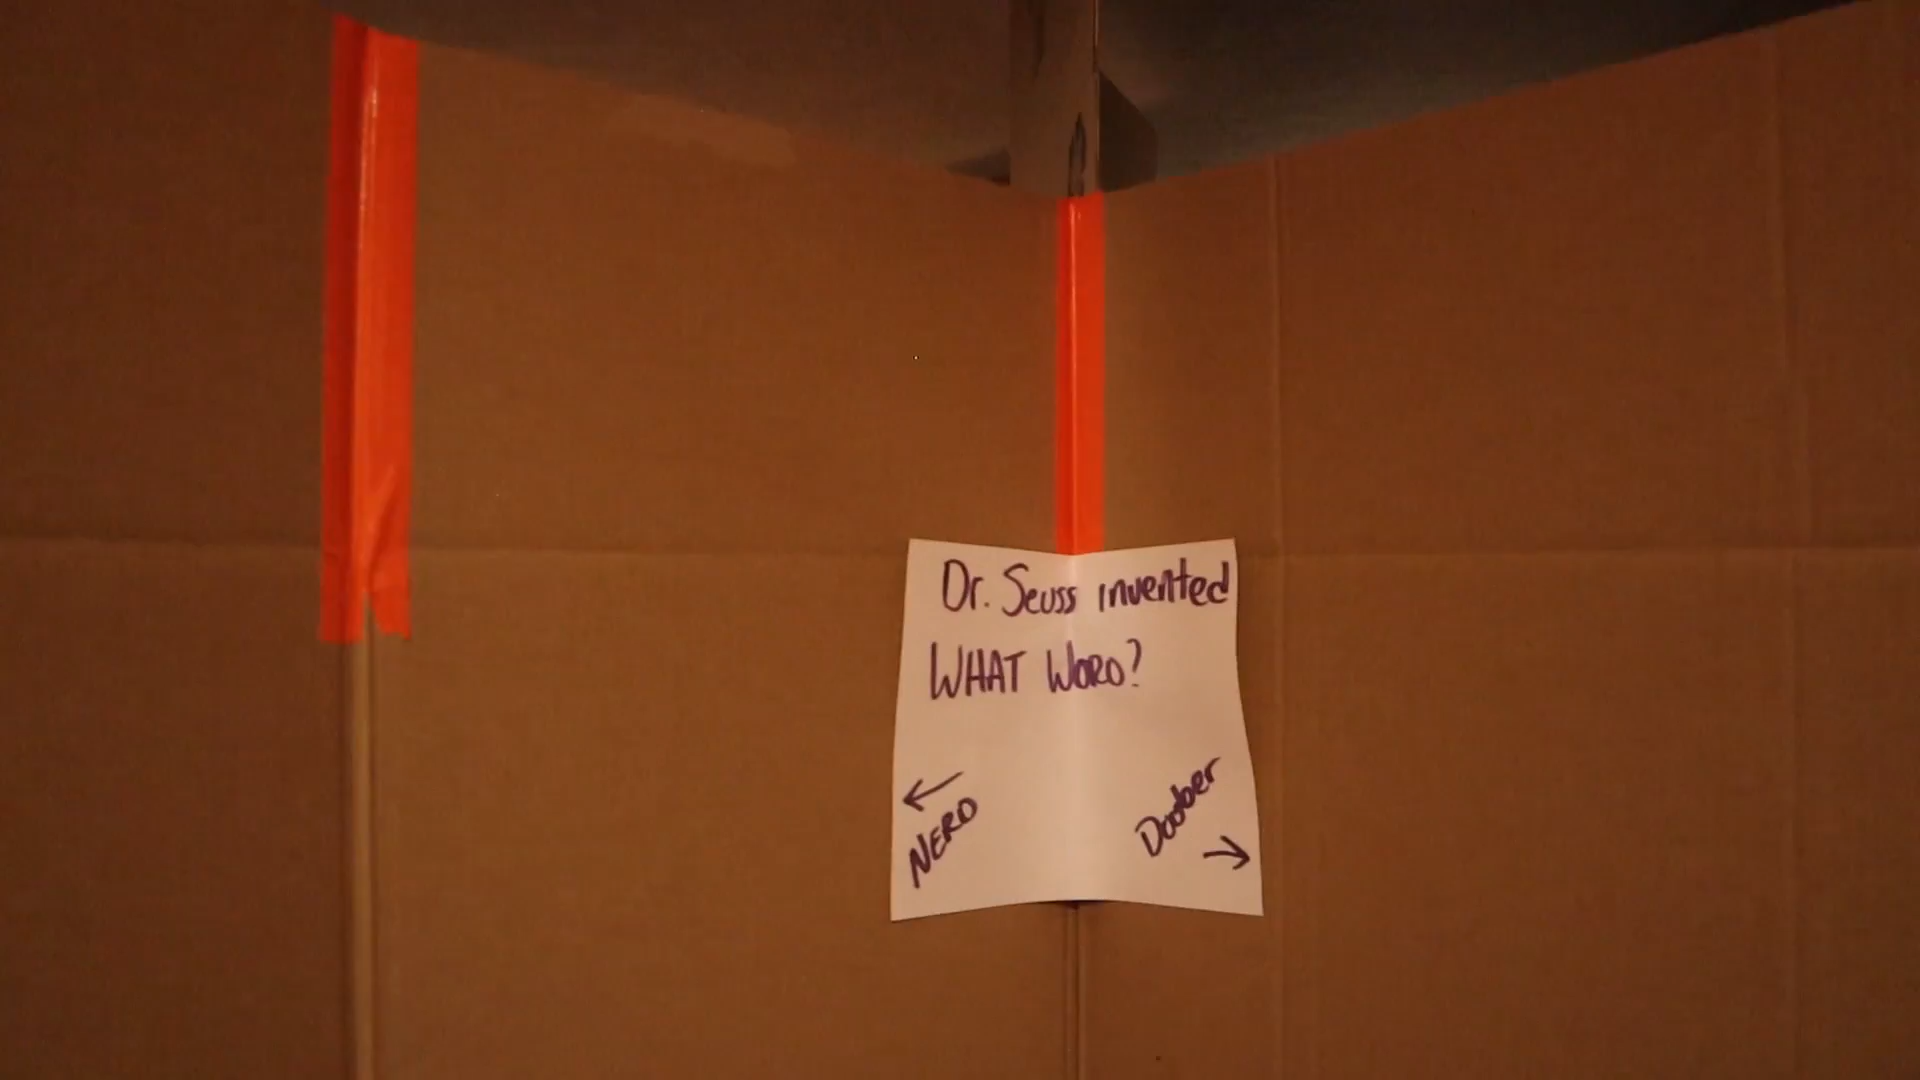 Dr. Seuss invented
WHAT WORD?
←
NERD
Doober
→